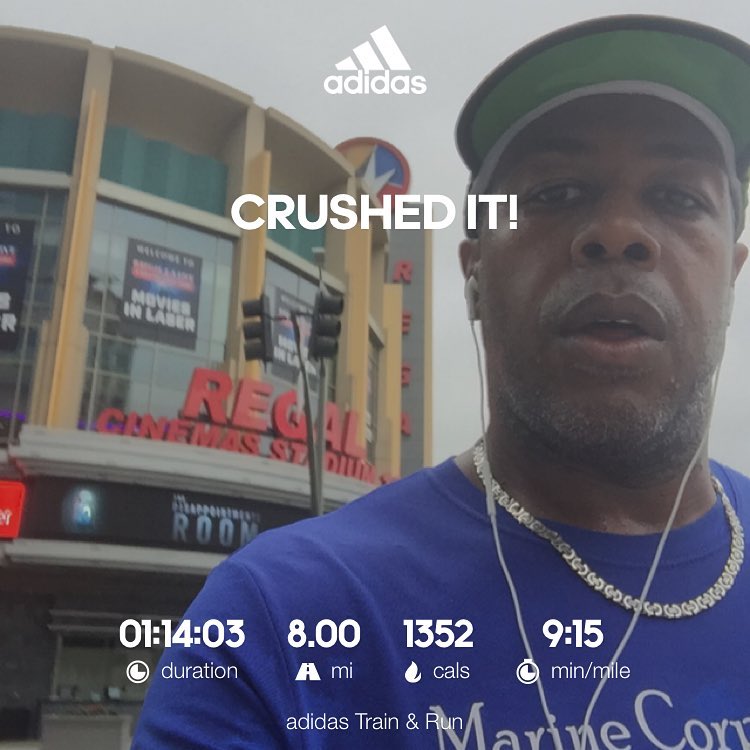 adidas
CRUSHED IT!
WELCOME TO
MOVIES
IN LASER
REGAL
REGAL
CINEMAS STADIUM
THE
DISAPPOINTMENTS
ROOM
01:14:03 8.00 1352 9:15
duration mi cals min/mile
adidas Train & Run
Marine Corp